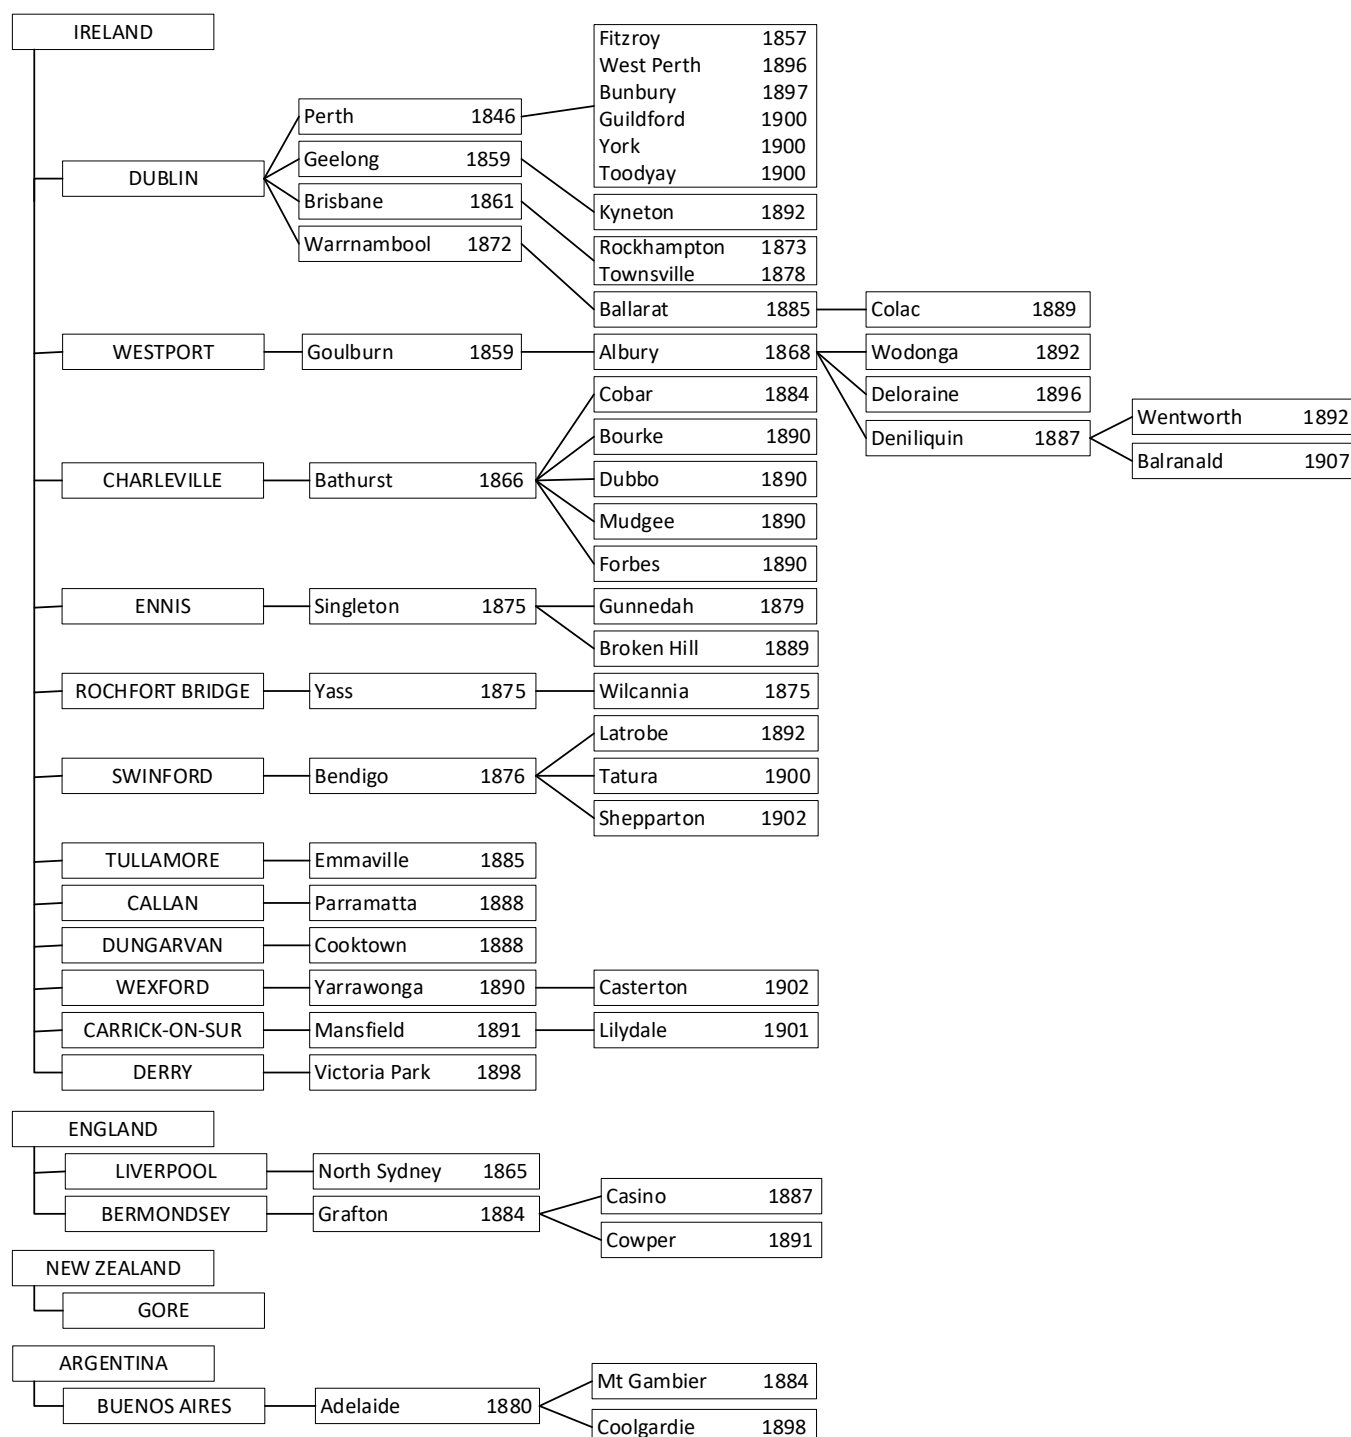 IRELAND
Fitzroy 1857
West Perth 1896
Bunbury 1897
Guildford 1900
York 1900
Toodyay 1900
Perth 1846
Geelong 1859
DUBLIN
Brisbane 1861
Kyneton 1892
Warrnambool 1872
Rockhampton 1873
Townsville 1878
Ballarat 1885
Colac 1889
WESTPORT
Goulburn 1859
Albury 1868
Wodonga 1892
Cobar 1884
Deloraine 1896
Wentworth 1892
Bourke 1890
Deniliquin 1887
Balranald 1907
CHARLEVILLE
Bathurst 1866
Dubbo 1890
Mudgee 1890
Forbes 1890
ENNIS
Singleton 1875
Gunnedah 1879
Broken Hill 1889
ROCHFORT BRIDGE
Yass 1875
Wilcannia 1875
Latrobe 1892
SWINFORD
Bendigo 1876
Tatura 1900
Shepparton 1902
TULLAMORE
Emmaville 1885
CALLAN
Parramatta 1888
DUNGARVAN
Cooktown 1888
WEXFORD
Yarrawonga 1890
Casterton 1902
CARRICK-ON-SUR
Mansfield 1891
Lilydale 1901
DERRY
Victoria Park 1898
ENGLAND
LIVERPOOL
North Sydney 1865
Casino 1887
BERMONDSEY
Grafton 1884
Cowper 1891
NEW ZEALAND
GORE
ARGENTINA
Mt Gambier 1884
BUENOS AIRES
Adelaide 1880
Coolgardie 1898